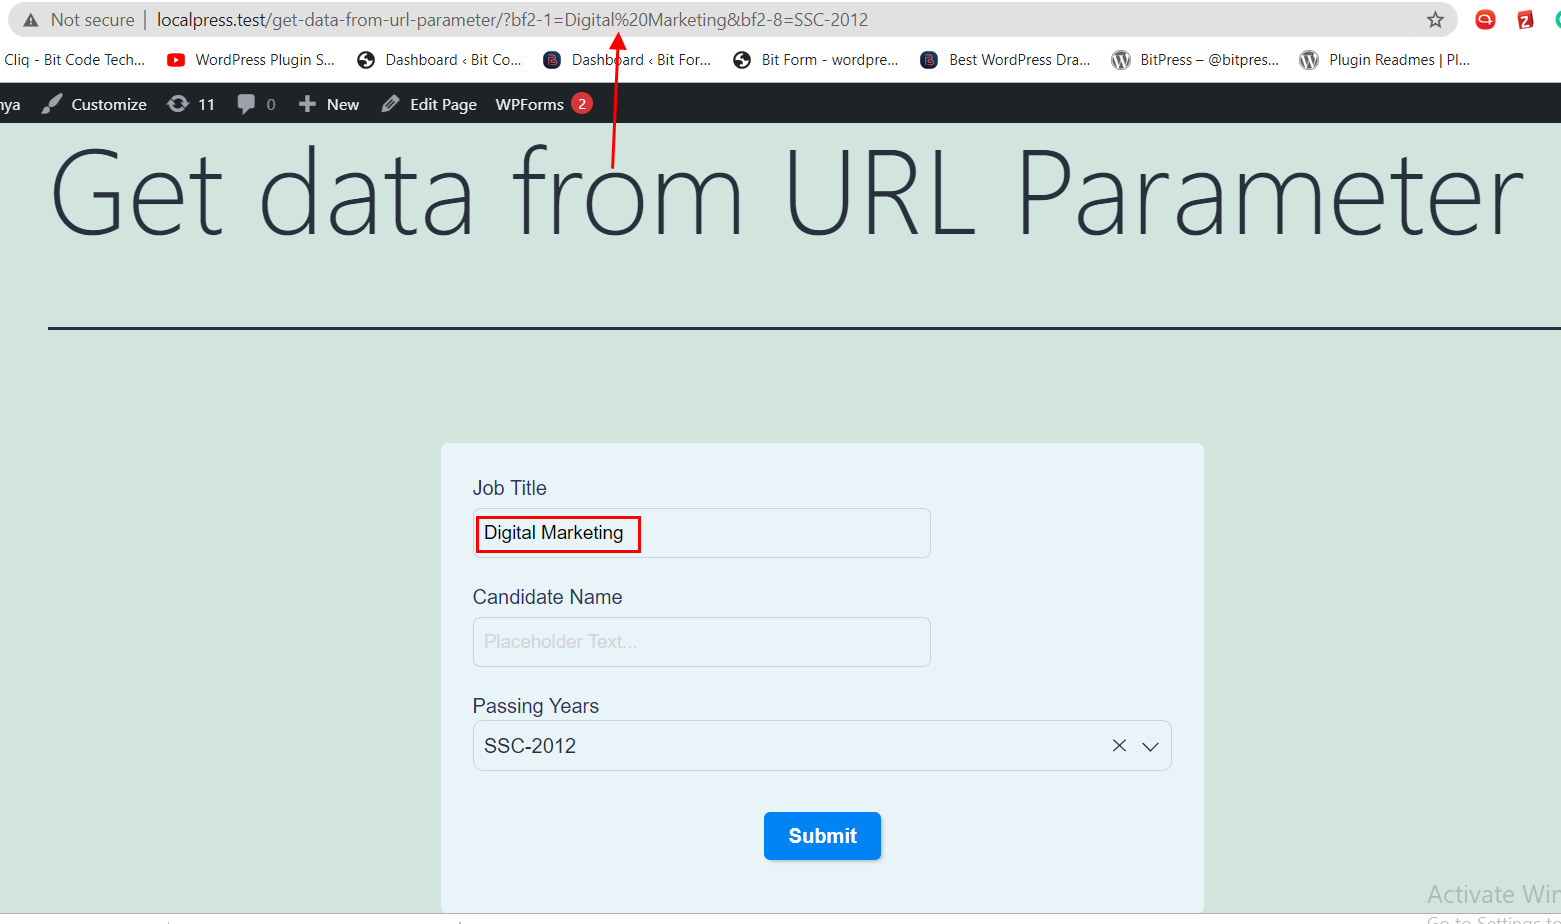 Not secure | localpress.test/get-data-from-url-parameter/?bf2-1=Digital%20Marketing&bf2-8=SSC-2012
Cliq - Bit Code Tech... WordPress Plugin S... Dashboard ‹ Bit Co... Dashboard ‹ Bit For... Bit Form - wordpre... Best WordPress Dra... BitPress – @bitpres... Plugin Readmes | Pl...
nya Customize 11 0 New Edit Page WPForms 2
Get data from URL Parameter
Job Title
Digital Marketing
Candidate Name
Placeholder Text...
Passing Years
SSC-2012
Submit
Activate Win
Go to Settings to